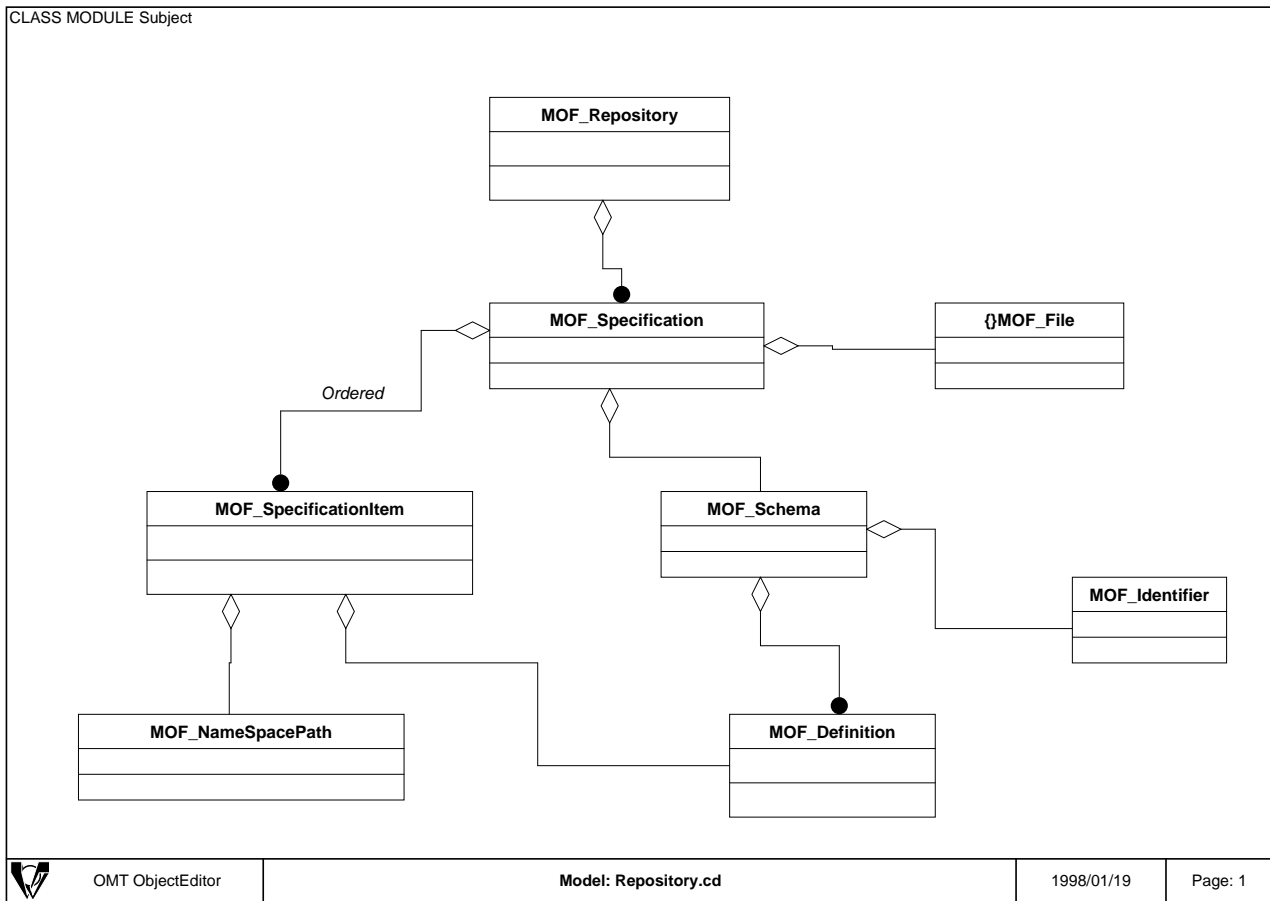 CLASS MODULE Subject
MOF_Repository
MOF_Specification
{}MOF_File
Ordered
MOF_SpecificationItem
MOF_Schema
MOF_Identifier
MOF_NameSpacePath
MOF_Definition
OMT ObjectEditor
Model: Repository.cd
1998/01/19
Page: 1